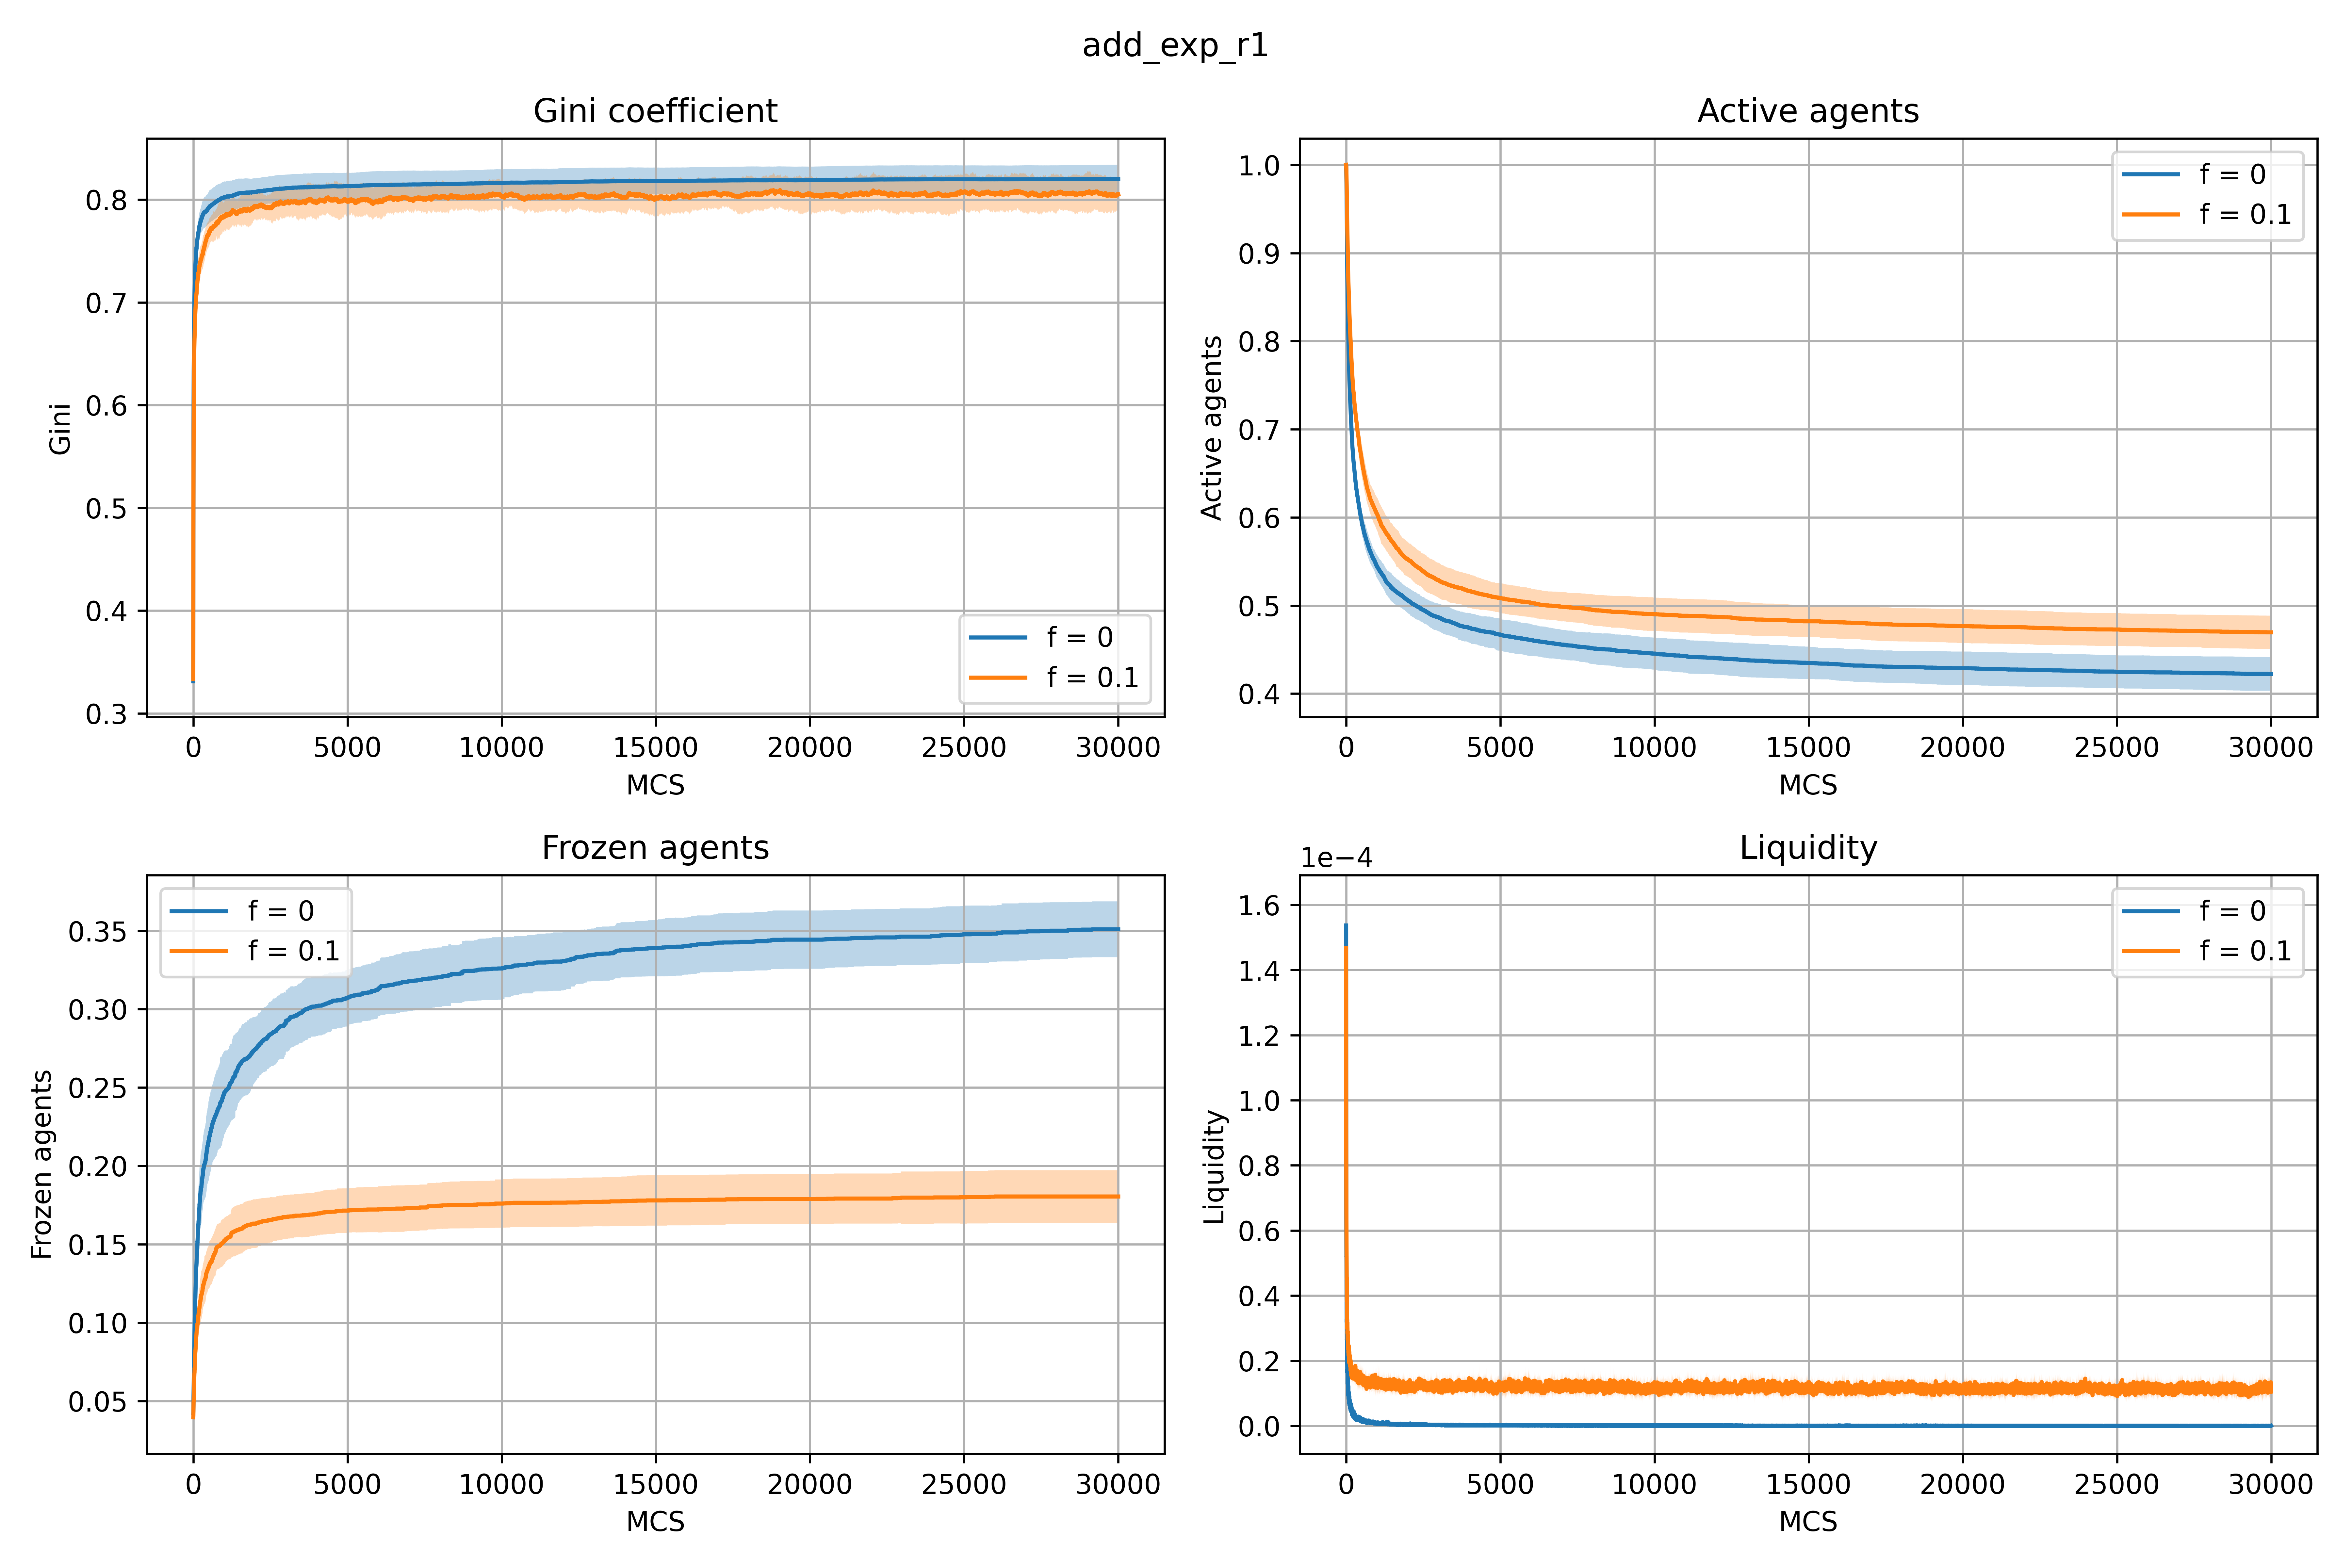 add_exp_r1
Gini coefficient
Gini
0.8
0.7
0.6
0.5
0.4
0.3
f = 0
f = 0.1
0 5000 10000 15000 20000 25000 30000
MCS
Active agents
Active agents
1.0
0.9
0.8
0.7
0.6
0.5
0.4
f = 0
f = 0.1
0 5000 10000 15000 20000 25000 30000
MCS
Frozen agents
Frozen agents
0.35
0.30
0.25
0.20
0.15
0.10
0.05
f = 0
f = 0.1
0 5000 10000 15000 20000 25000 30000
MCS
Liquidity
1e−4
Liquidity
1.6
1.4
1.2
1.0
0.8
0.6
0.4
0.2
0.0
f = 0
f = 0.1
0 5000 10000 15000 20000 25000 30000
MCS